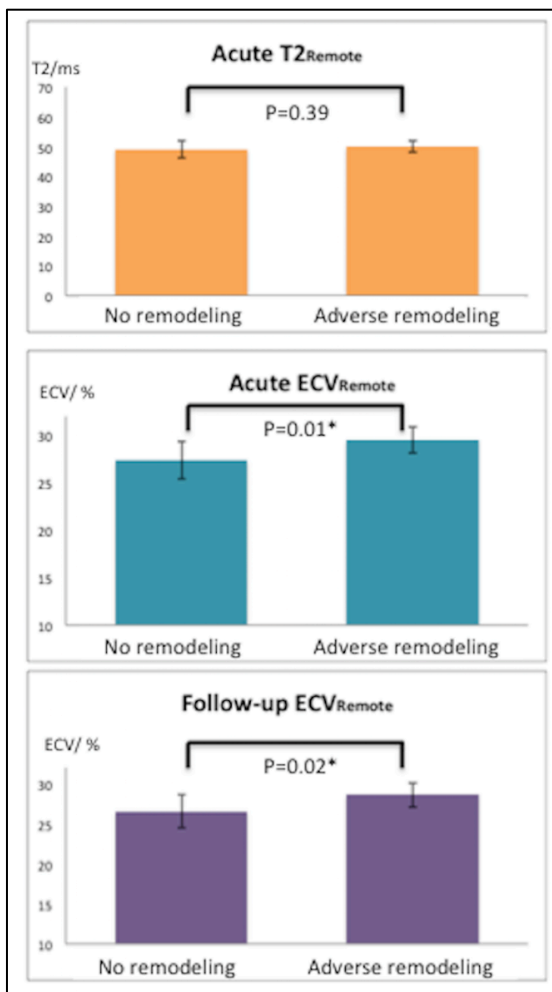 Acute T2Remote
T2/ms
70
P=0.39
60
50
40
30
20
10
0
No remodeling Adverse remodeling
Acute ECVRemote
ECV/ %
P=0.01*
30
25
20
15
10
No remodeling Adverse remodeling
Follow-up ECVRemote
ECV/ %
P=0.02*
30
25
20
15
10
No remodeling Adverse remodeling